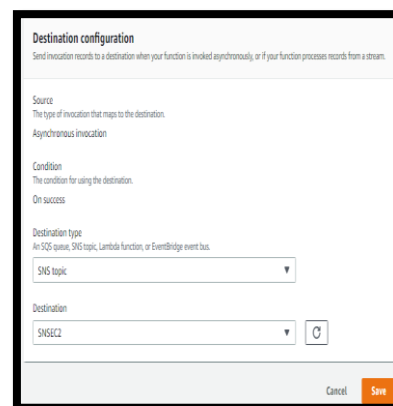 Destination configuration
Send invocation records to a destination when your function is invoked asynchronously, or if your function processes records from a stream.
Source
The type of invocation that maps to the destination.
Asynchronous invocation
Condition
The condition for using the destination.
On success
Destination type
An SQS queue, SNS topic, Lambda function, or EventBridge event bus.
SNS topic
Destination
SNSEC2
Cancel Save